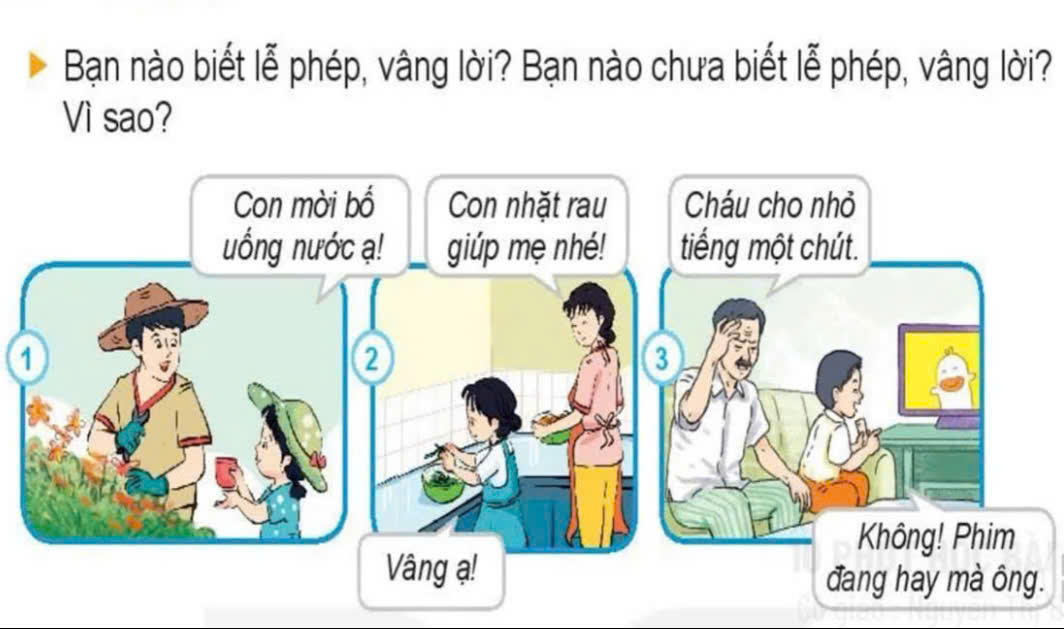 Bạn nào biết lễ phép, vâng lời? Bạn nào chưa biết lễ phép, vâng lời?
Vì sao?
Con mời bố
uống nước ạ!
Con nhặt rau
giúp mẹ nhé!
Cháu cho nhỏ
tiếng một chút.
1
2
3
Vâng ạ!
Không! Phim
đang hay mà ông.